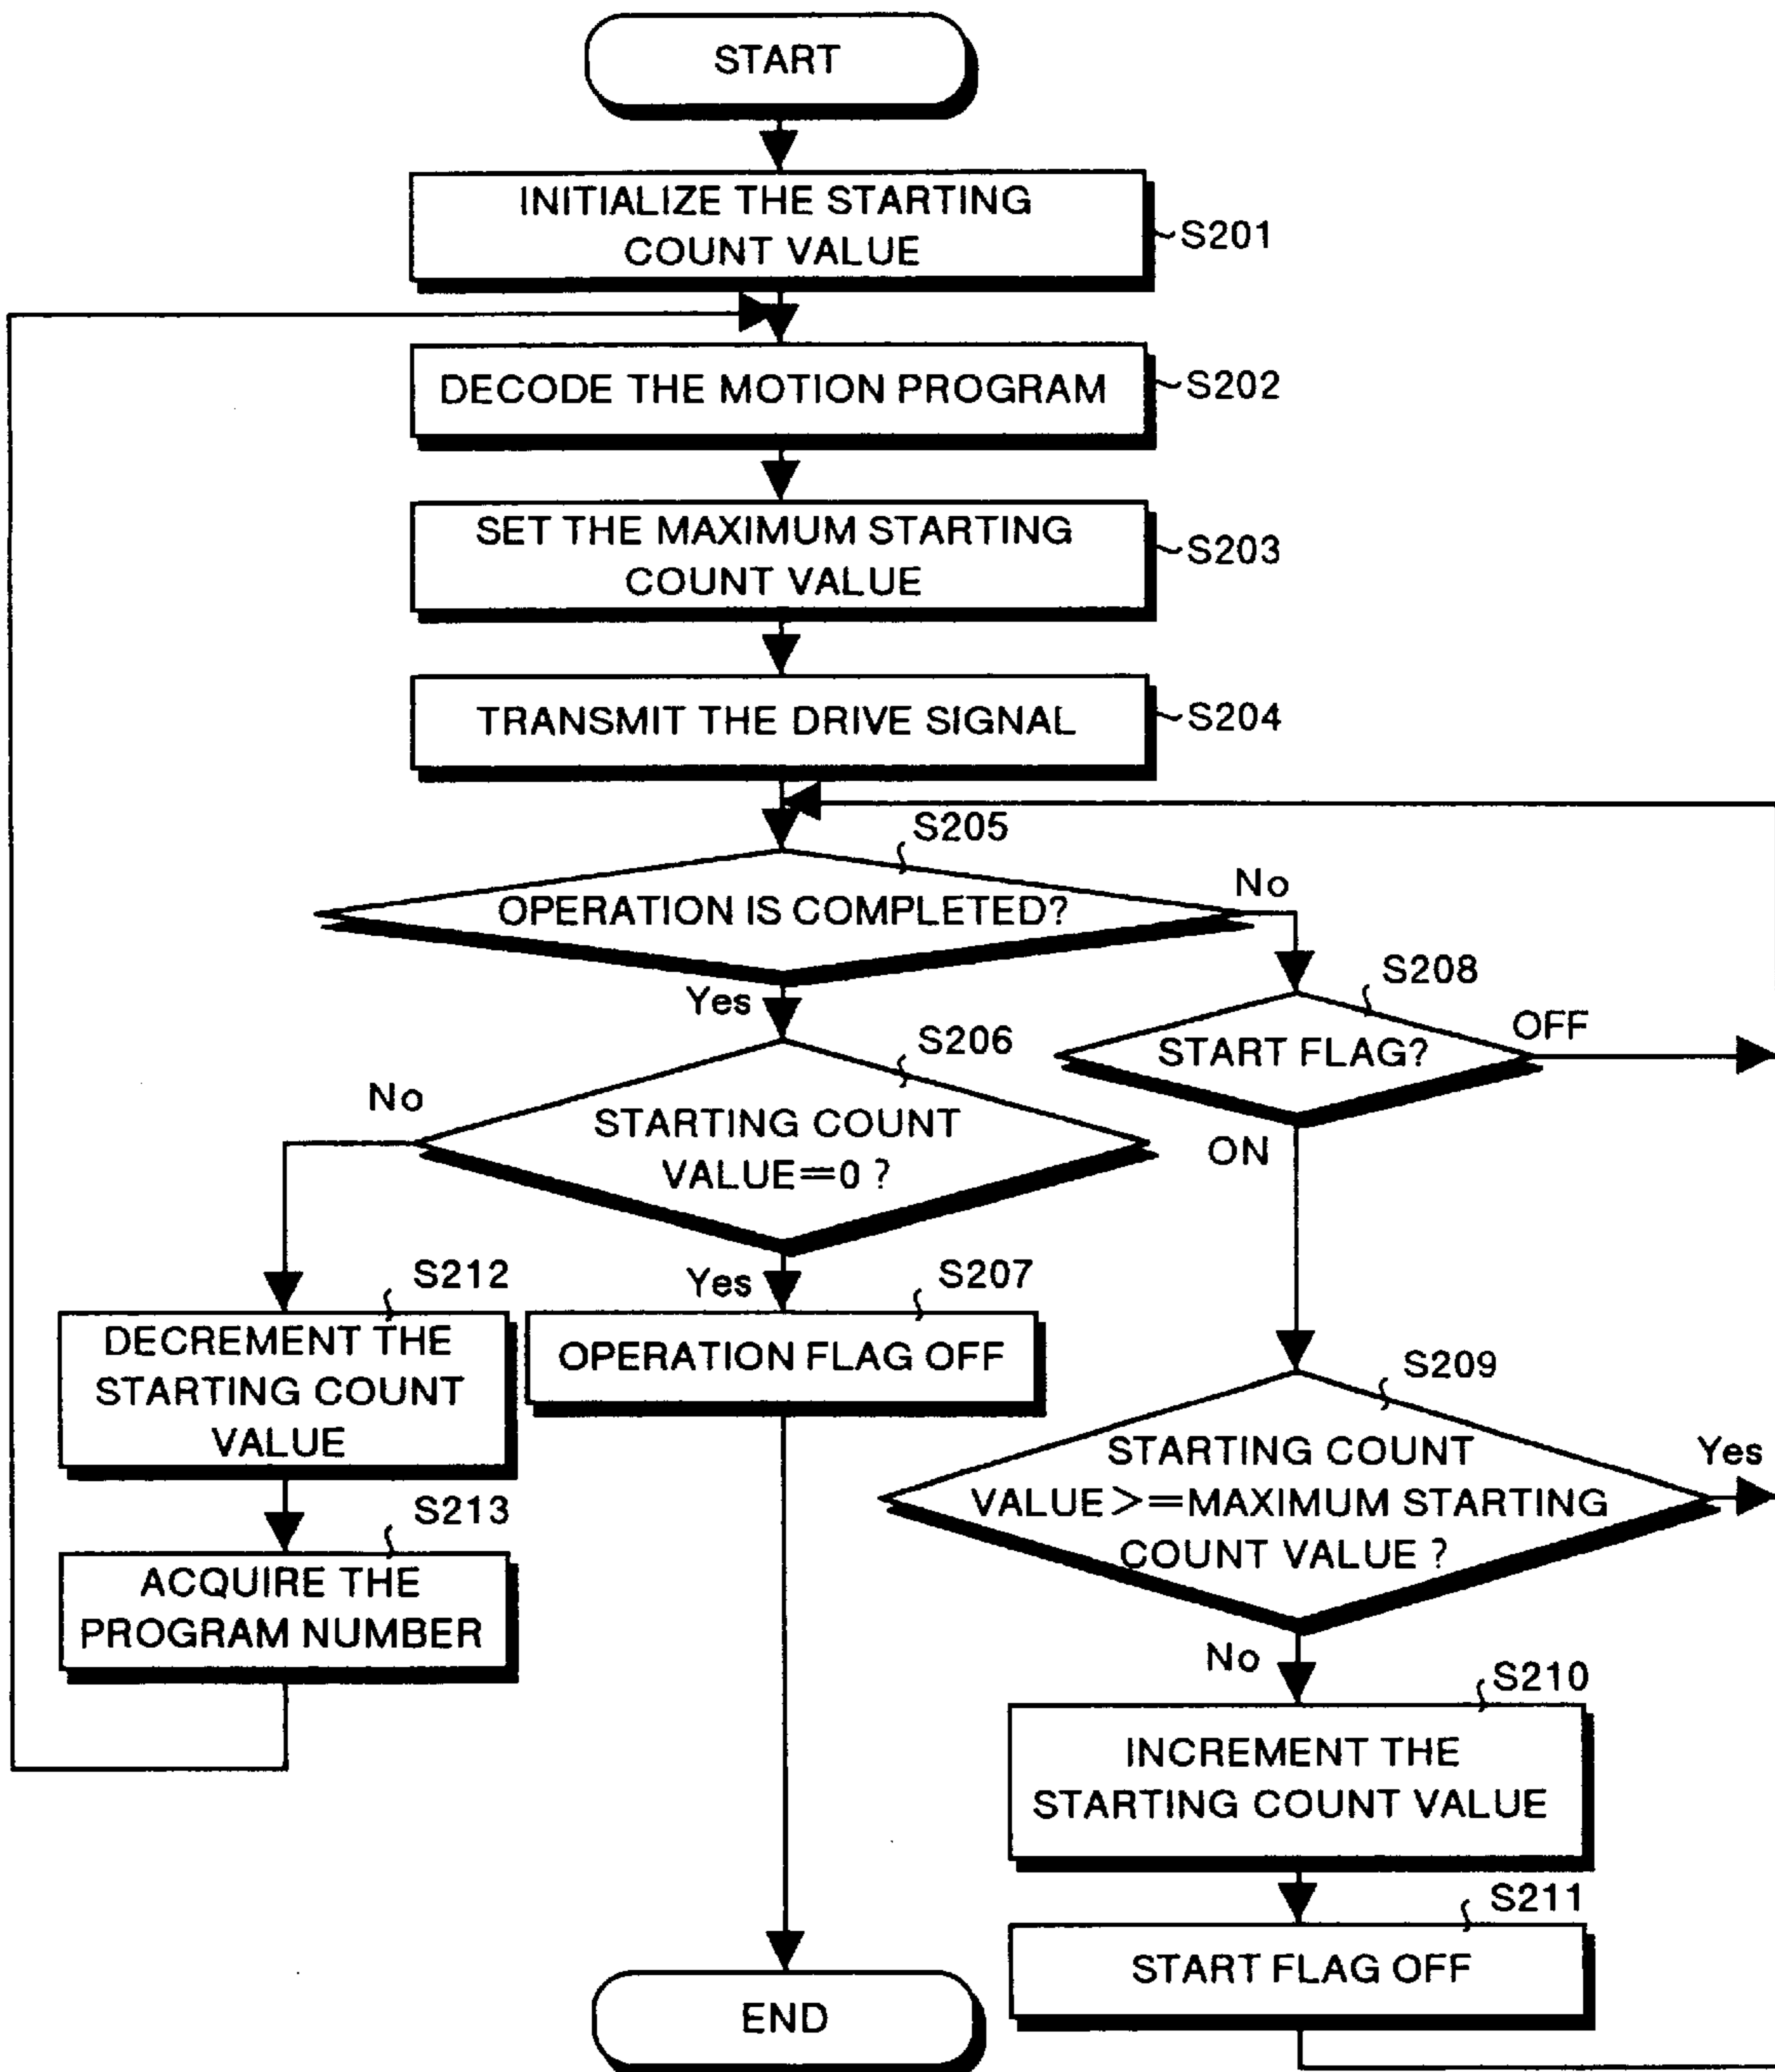 START
INITIALIZE THE STARTING
COUNT VALUE
S201
DECODE THE MOTION PROGRAM
S202
SET THE MAXIMUM STARTING
COUNT VALUE
S203
TRANSMIT THE DRIVE SIGNAL
S204
S205
OPERATION IS COMPLETED?
No
Yes
S208
START FLAG?
OFF
ON
S206
STARTING COUNT
VALUE=0 ?
No
Yes
S212
DECREMENT THE
STARTING COUNT
VALUE
S207
OPERATION FLAG OFF
S213
ACQUIRE THE
PROGRAM NUMBER
S209
STARTING COUNT
VALUE>=MAXIMUM STARTING
COUNT VALUE ?
Yes
No
S210
INCREMENT THE
STARTING COUNT VALUE
S211
START FLAG OFF
END